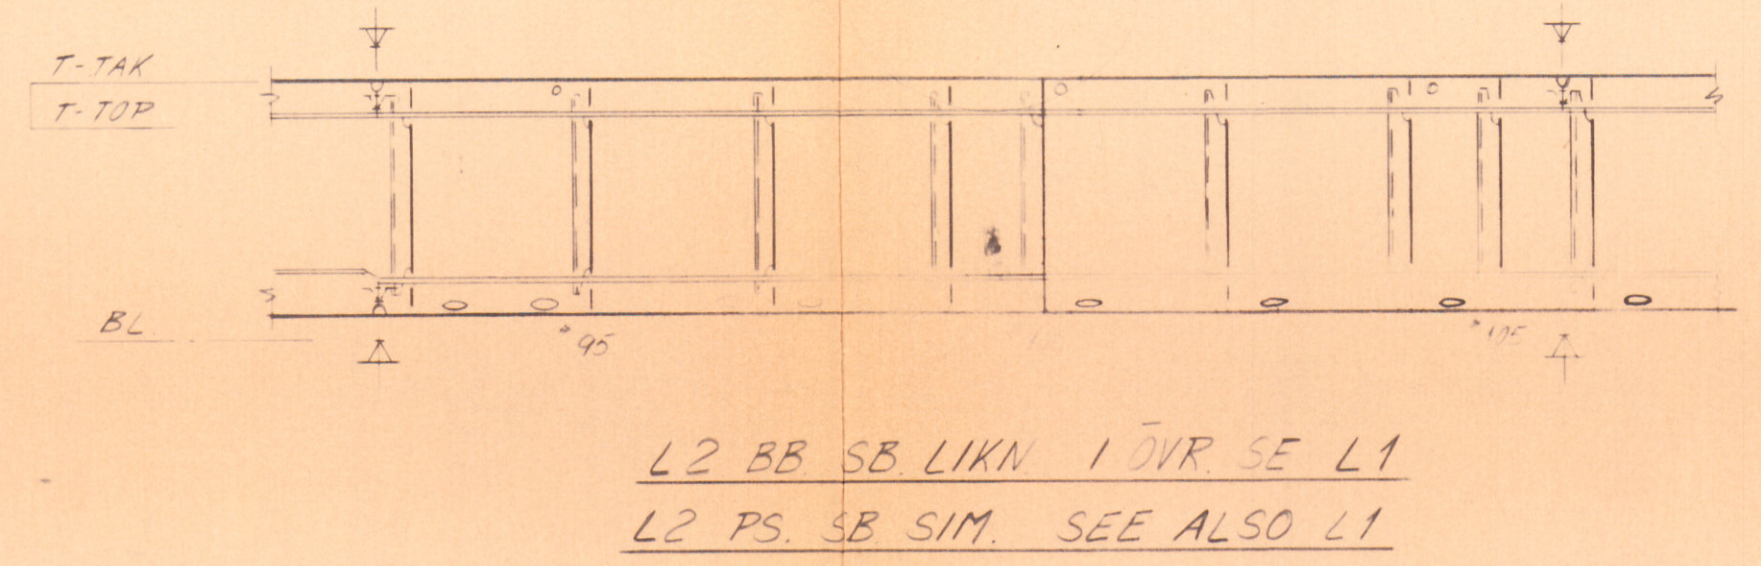 T-TAK
T-TOP
BL.
# 95
# 105
L2 BB. SB. LIKN. I ÖVR. SE L1
L2 PS. SB SIM. SEE ALSO L1